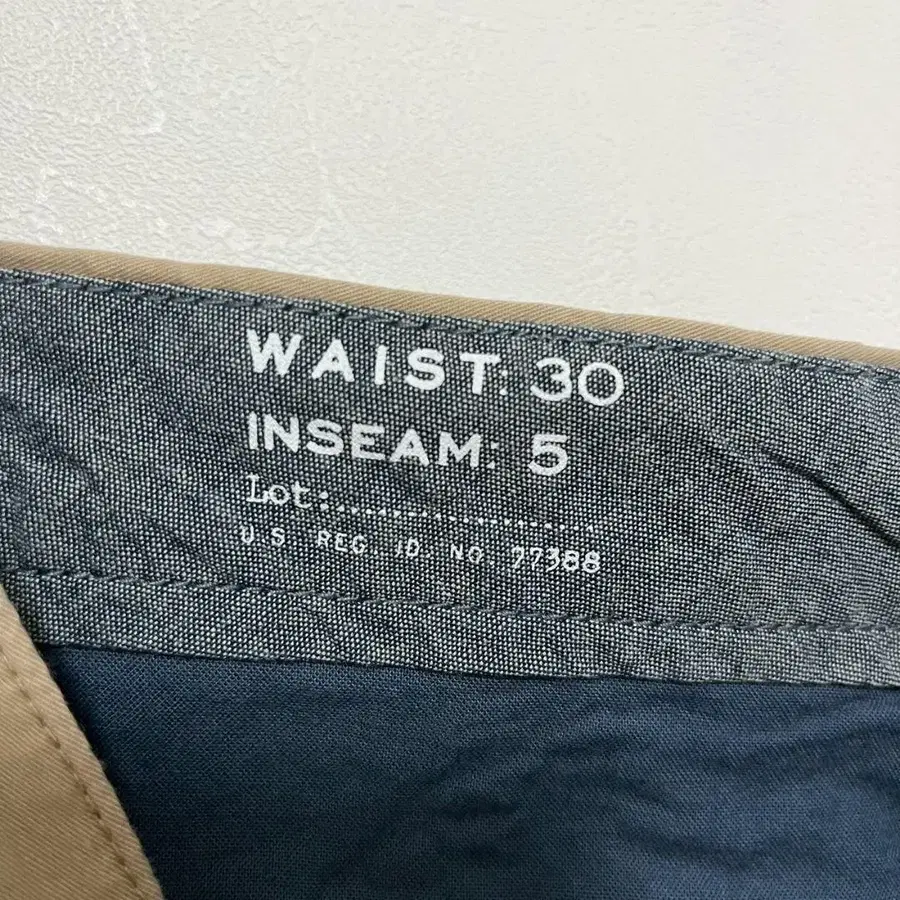 WAIST: 30
INSEAM: 5
Lot:......................
U.S REG. ID. NO. 77388